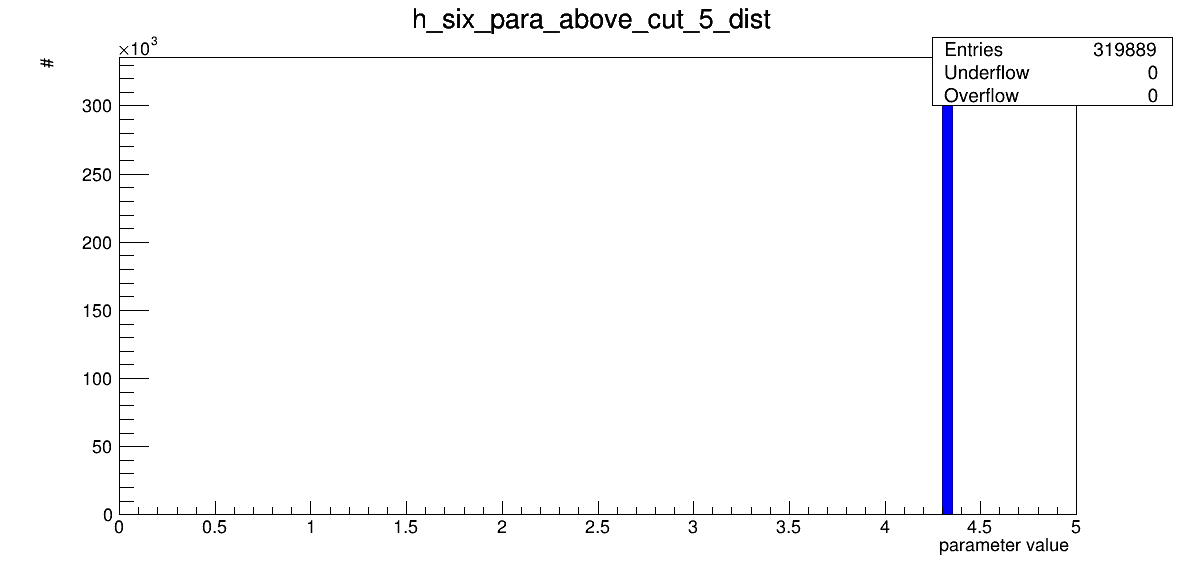 h_six_para_above_cut_5_dist
×10³
#
Entries 319889
Underflow 0
Overflow 0
300
250
200
150
100
50
0
0 0.5 1 1.5 2 2.5 3 3.5 4 4.5 5
parameter value